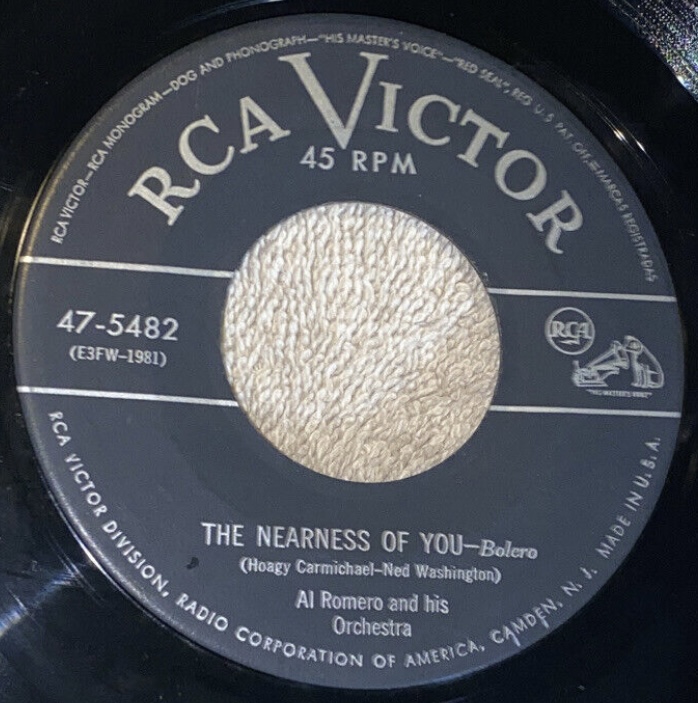 RCA VICTOR—RCA MONOGRAM—DOG AND PHONOGRAPH—"HIS MASTER'S VOICE"—"RED SEAL", REG. U.S. PAT. OFF.—MARCAS REGISTRADAS
RCA VICTOR
45 RPM
47-5482
(E3FW-1981)
RCA
"HIS MASTER'S VOICE"
THE NEARNESS OF YOU—Bolero
(Hoagy Carmichael-Ned Washington)
Al Romero and his
Orchestra
RCA VICTOR DIVISION, RADIO CORPORATION OF AMERICA, CAMDEN, N. J. MADE IN U. S. A.